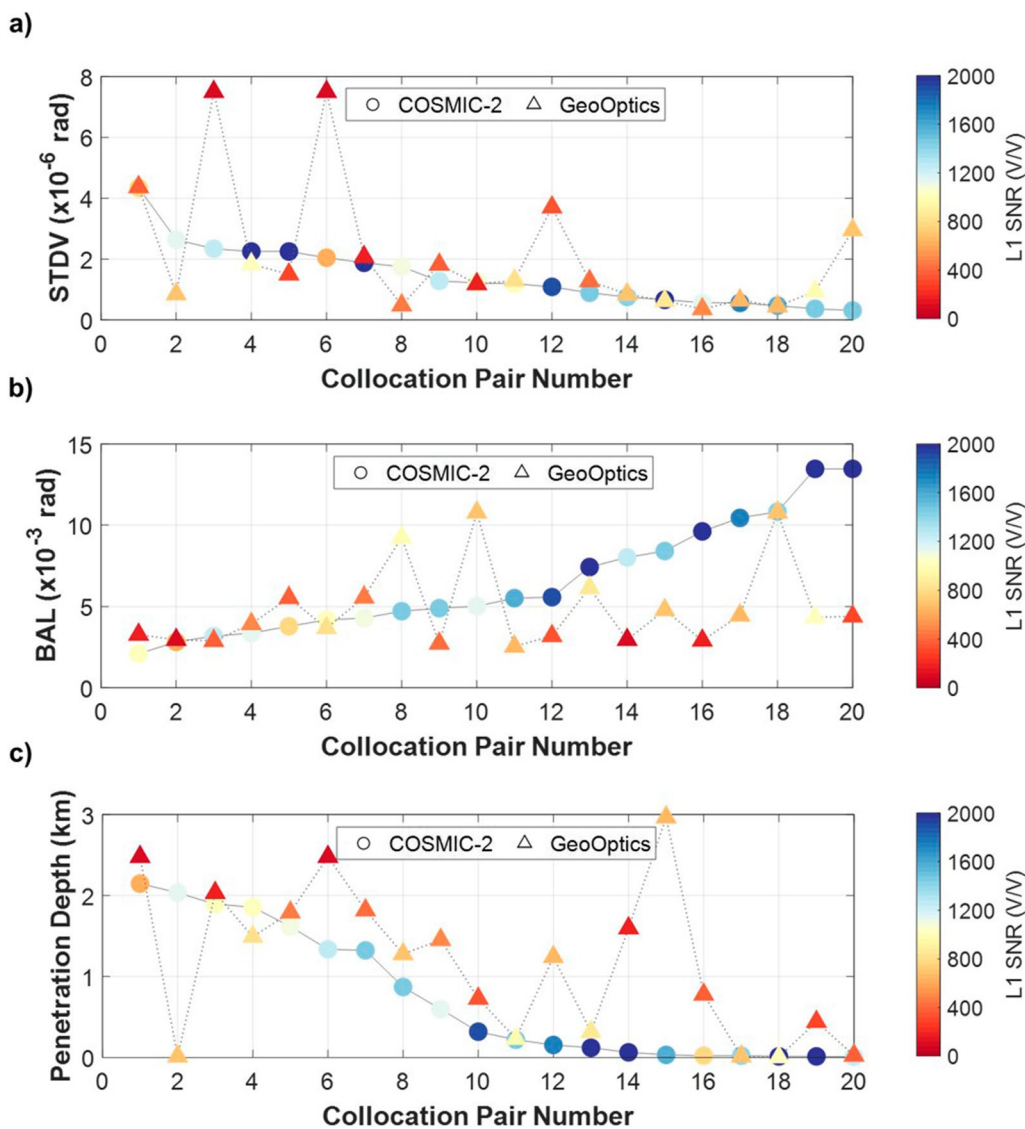 a)
STDV (x10⁻⁶ rad)
8
6
4
2
0
COSMIC-2 GeoOptics
0 2 4 6 8 10 12 14 16 18 20
Collocation Pair Number
2000
1600
1200
800
400
0
L1 SNR (V/V)
b)
BAL (x10⁻³ rad)
15
10
5
0
COSMIC-2 GeoOptics
0 2 4 6 8 10 12 14 16 18 20
Collocation Pair Number
2000
1600
1200
800
400
0
L1 SNR (V/V)
c)
Penetration Depth (km)
3
2
1
0
COSMIC-2 GeoOptics
0 2 4 6 8 10 12 14 16 18 20
Collocation Pair Number
2000
1600
1200
800
400
0
L1 SNR (V/V)